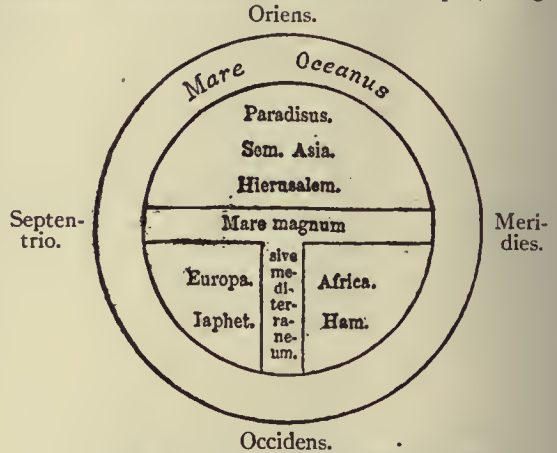 Oriens.
Mare Oceanus
Paradisus.
Sem. Asia.
Hierusalem.
Septen-
trio.
Mare magnum
Meri-
dies.
sive
me-
di-
ter-
ra-
ne-
um.
Europa.
Iaphet.
Africa.
Ham.
Occidens.